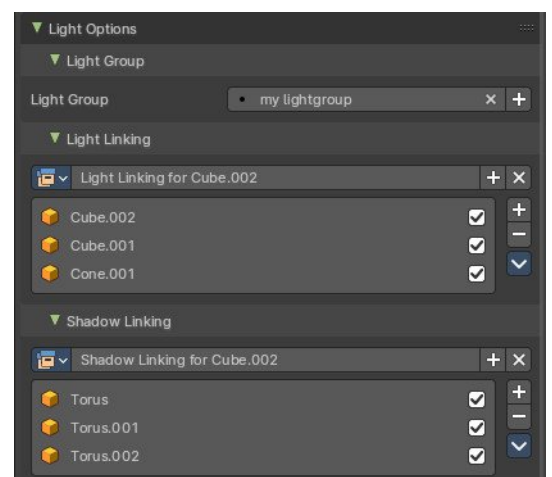 Light Options
Light Group
Light Group my lightgroup
Light Linking
Light Linking for Cube.002
Cube.002
Cube.001
Cone.001
Shadow Linking
Shadow Linking for Cube.002
Torus
Torus.001
Torus.002